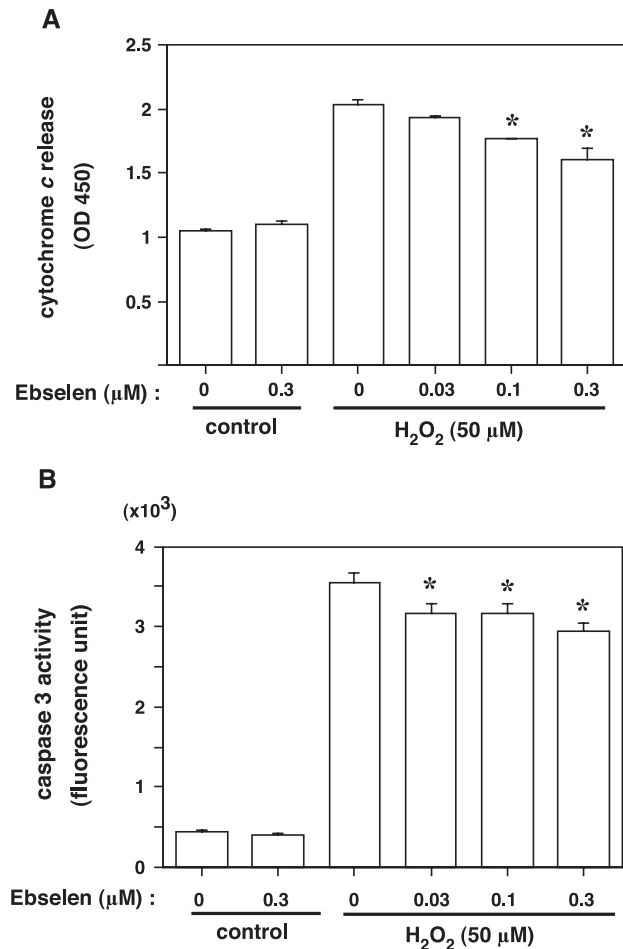 A
cytochrome c release
(OD 450)
2.5
2
1.5
1
0.5
*
*
Ebselen (μM) : 0 0.3 0 0.03 0.1 0.3
control H₂O₂ (50 μM)
B
(x10³)
caspase 3 activity
(fluorescence unit)
4
3
2
1
0
*
*
*
Ebselen (μM) : 0 0.3 0 0.03 0.1 0.3
control H₂O₂ (50 μM)